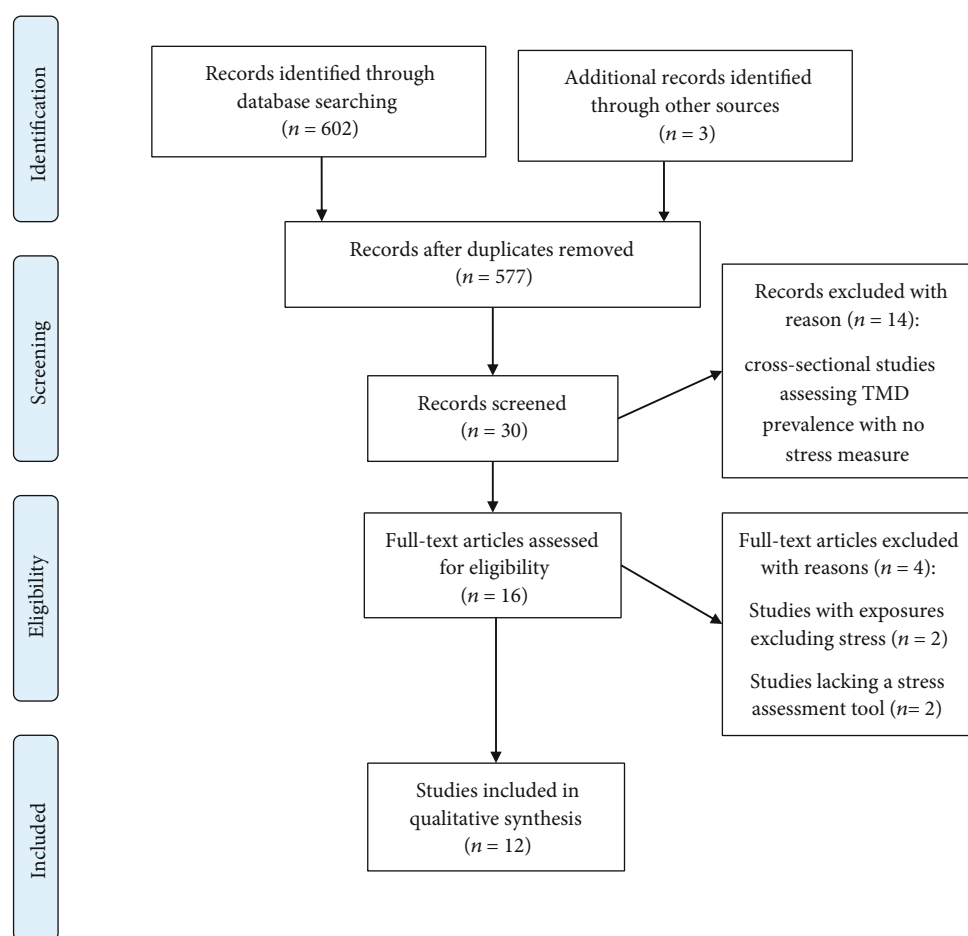 Identification
Records identified through
database searching
(n = 602)
Additional records identified
through other sources
(n = 3)
Screening
Records after duplicates removed
(n = 577)
Records screened
(n = 30)
Records excluded with
reason (n = 14):
cross-sectional studies
assessing TMD
prevalence with no
stress measure
Eligibility
Full-text articles assessed
for eligibility
(n = 16)
Full-text articles excluded
with reasons (n = 4):
Studies with exposures
excluding stress (n = 2)
Studies lacking a stress
assessment tool (n= 2)
Included
Studies included in
qualitative synthesis
(n = 12)